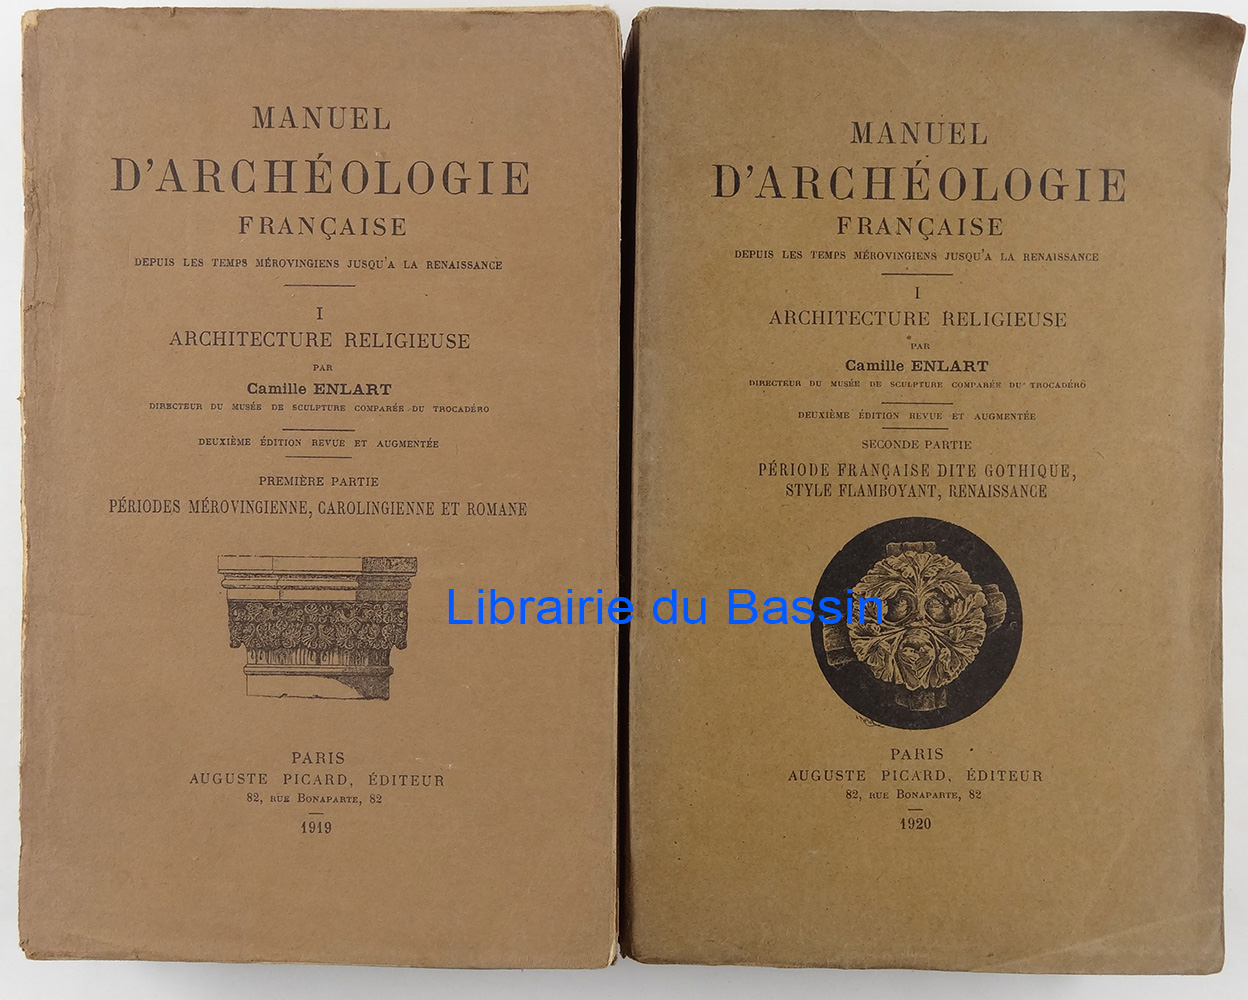 MANUEL
D'ARCHÉOLOGIE
FRANÇAISE
DEPUIS LES TEMPS MÉROVINGIENS JUSQU'A LA RENAISSANCE
I
ARCHITECTURE RELIGIEUSE
PAR
Camille ENLART
DIRECTEUR DU MUSÉE DE SCULPTURE COMPARÉE DU TROCADÉRO
DEUXIÈME ÉDITION REVUE ET AUGMENTÉE
PREMIÈRE PARTIE
PÉRIODES MÉROVINGIENNE, CAROLINGIENNE ET ROMANE
PARIS
AUGUSTE PICARD, ÉDITEUR
82, RUE BONAPARTE, 82
1919
MANUEL
D'ARCHÉOLOGIE
FRANÇAISE
DEPUIS LES TEMPS MÉROVINGIENS JUSQU'A LA RENAISSANCE
I
ARCHITECTURE RELIGIEUSE
PAR
Camille ENLART
DIRECTEUR DU MUSÉE DE SCULPTURE COMPARÉE DU TROCADÉRO
DEUXIÈME ÉDITION REVUE ET AUGMENTÉE
SECONDE PARTIE
PÉRIODE FRANÇAISE DITE GOTHIQUE,
STYLE FLAMBOYANT, RENAISSANCE
PARIS
AUGUSTE PICARD, ÉDITEUR
82, RUE BONAPARTE, 82
1920
Librairie du Bassin